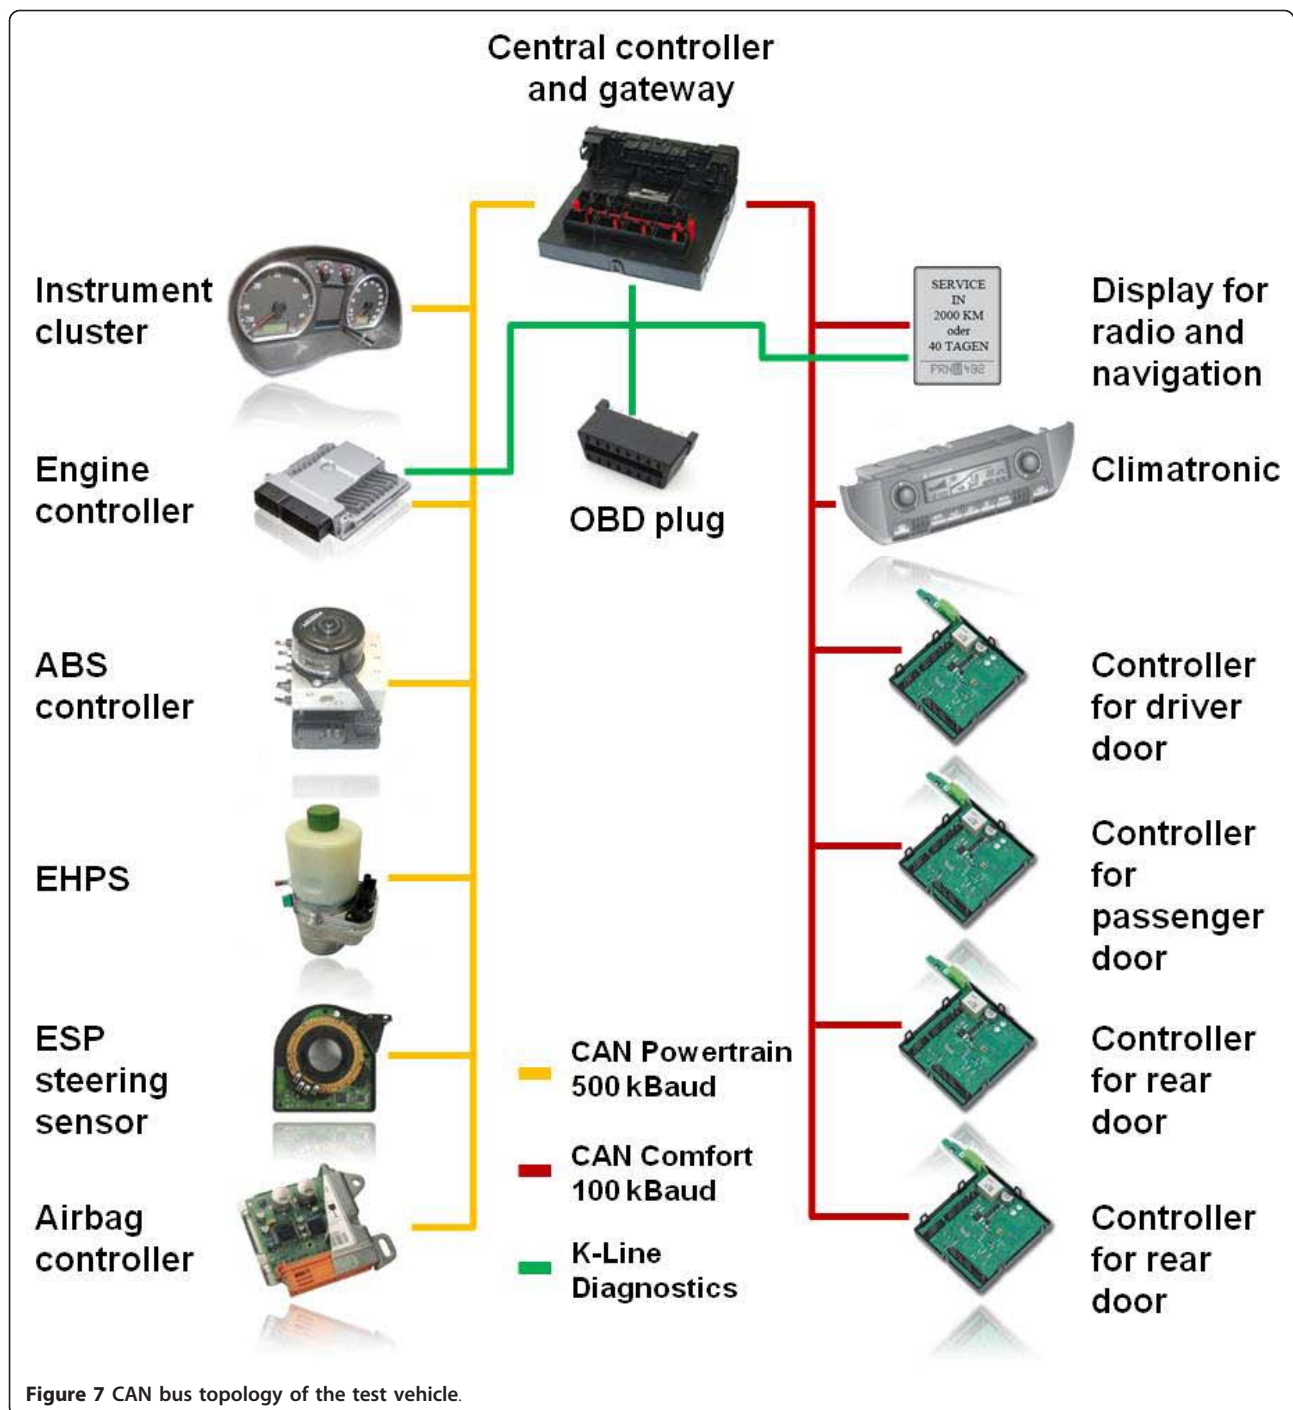 Central controller
and gateway
Instrument
cluster
Engine
controller
ABS
controller
EHPS
ESP
steering
sensor
Airbag
controller
OBD plug
CAN Powertrain
500 kBaud
CAN Comfort
100 kBaud
K-Line
Diagnostics
SERVICE
IN
2000 KM
oder
40 TAGEN
Display for
radio and
navigation
Climatronic
Controller
for driver
door
Controller
for
passenger
door
Controller
for rear
door
Controller
for rear
door
Figure 7 CAN bus topology of the test vehicle.